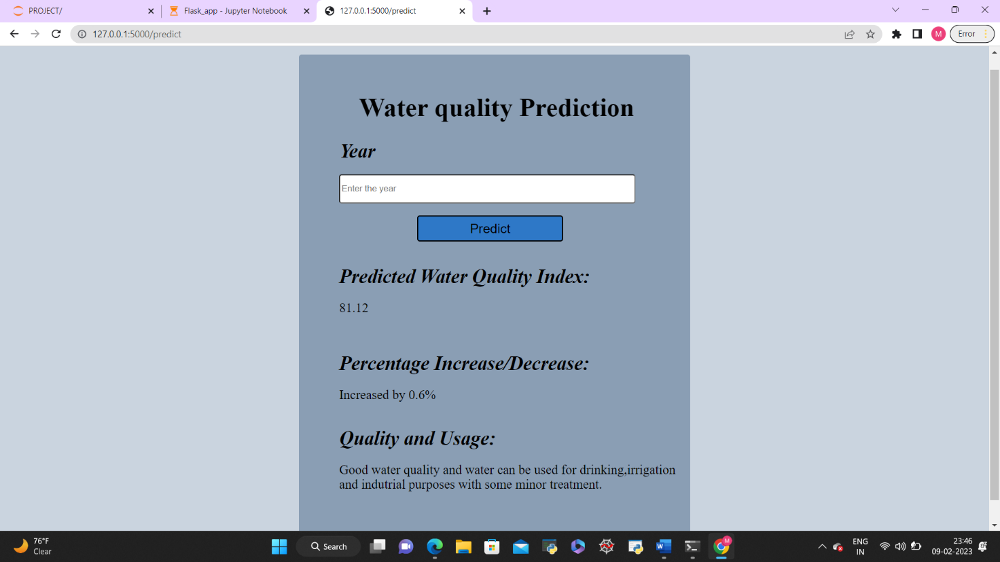 PROJECT/
Flask_app - Jupyter Notebook
127.0.0.1:5000/predict
127.0.0.1:5000/predict
M
Error
Water quality Prediction
Year
Enter the year
Predict
Predicted Water Quality Index:
81.12
Percentage Increase/Decrease:
Increased by 0.6%
Quality and Usage:
Good water quality and water can be used for drinking,irrigation
and indutrial purposes with some minor treatment.
76°F
Clear
Search
M
ENG
IN
23:46
09-02-2023